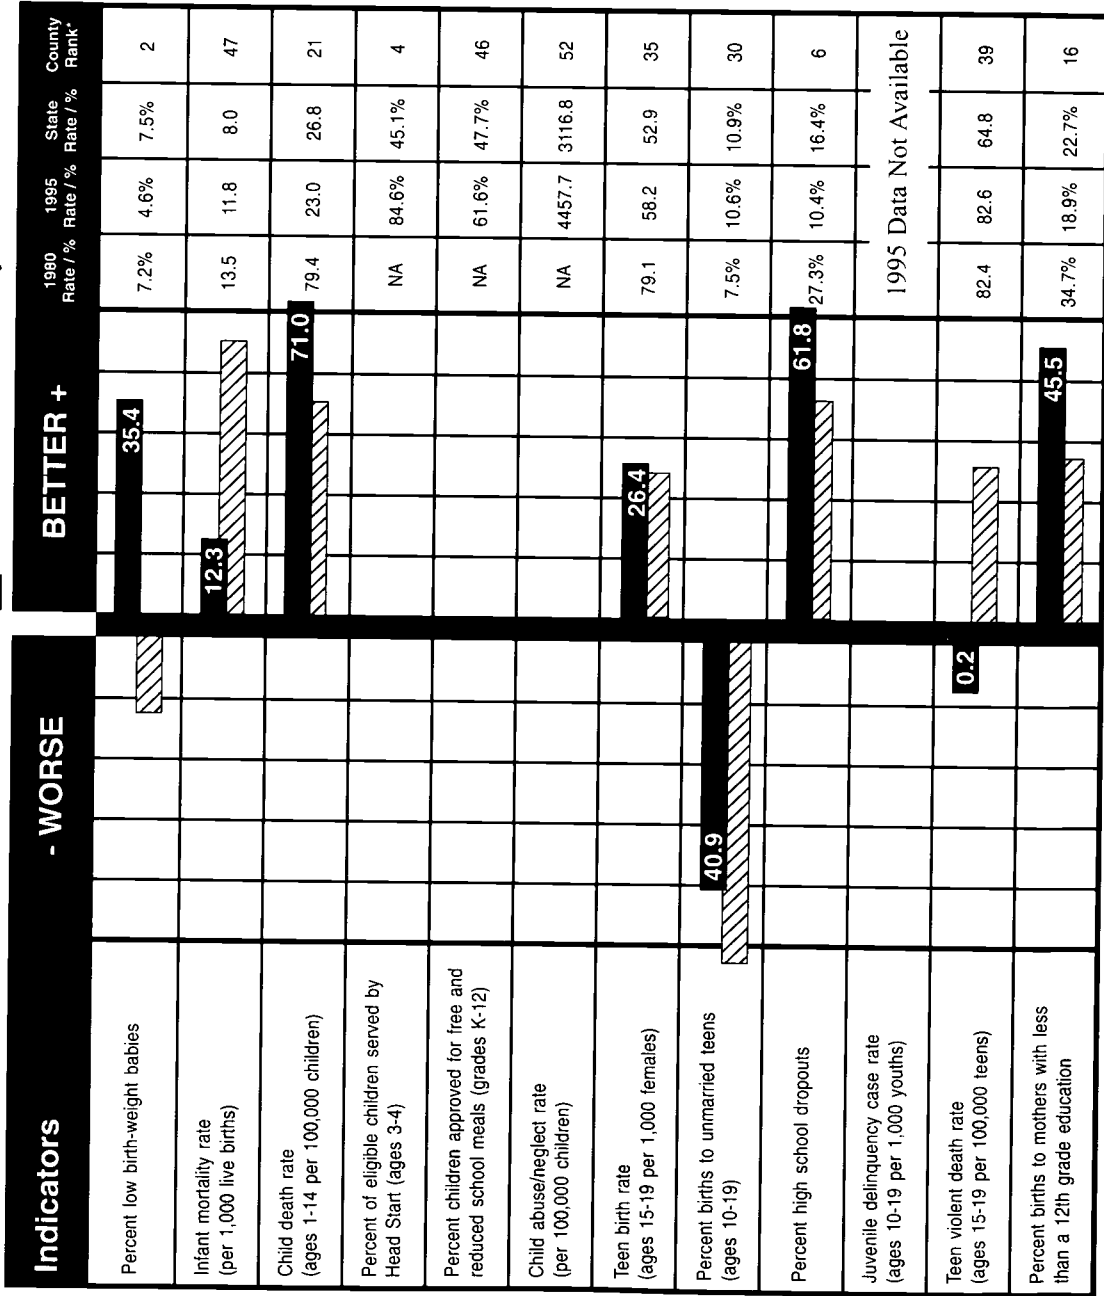 Indicators
- WORSE
BETTER +
1980
Rate / %
1995
Rate / %
State
Rate / %
County
Rank*
Percent low birth-weight babies
35.4
7.2%
4.6%
7.5%
2
Infant mortality rate
(per 1,000 live births)
12.3
13.5
11.8
8.0
47
Child death rate
(ages 1-14 per 100,000 children)
71.0
79.4
23.0
26.8
21
Percent of eligible children served by
Head Start (ages 3-4)
NA
84.6%
45.1%
4
Percent children approved for free and
reduced school meals (grades K-12)
NA
61.6%
47.7%
46
Child abuse/neglect rate
(per 100,000 children)
NA
4457.7
3116.8
52
Teen birth rate
(ages 15-19 per 1,000 females)
26.4
79.1
58.2
52.9
35
Percent births to unmarried teens
(ages 10-19)
40.9
7.5%
10.6%
10.9%
30
Percent high school dropouts
61.8
27.3%
10.4%
16.4%
6
Juvenile delinquency case rate
(ages 10-19 per 1,000 youths)
1995 Data Not Available
Teen violent death rate
(ages 15-19 per 100,000 teens)
0.2
82.4
82.6
64.8
39
Percent births to mothers with less
than a 12th grade education
45.5
34.7%
18.9%
22.7%
16